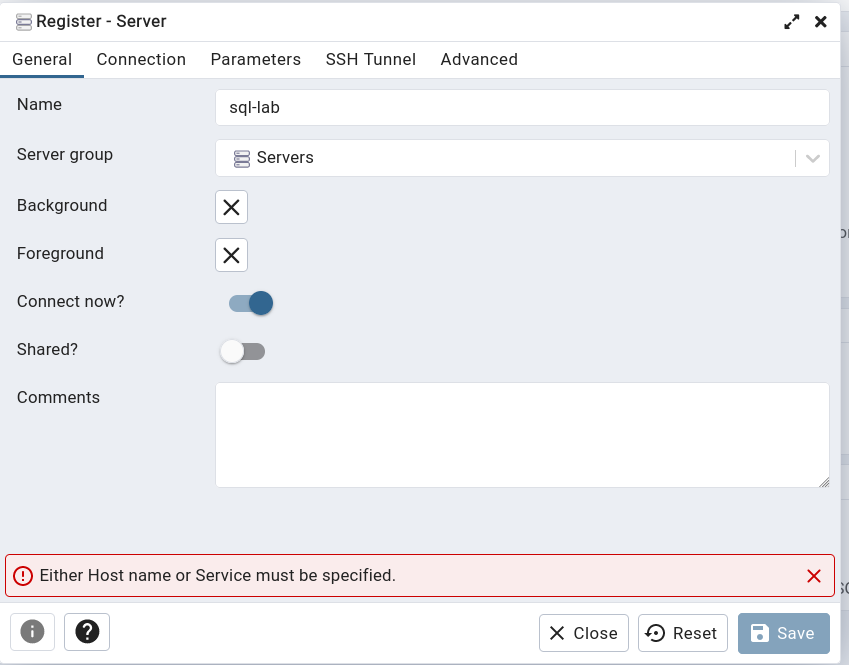 Register - Server
General Connection Parameters SSH Tunnel Advanced
Name sql-lab
Server group Servers
Background
Foreground
Connect now?
Shared?
Comments
Either Host name or Service must be specified.
Close Reset Save